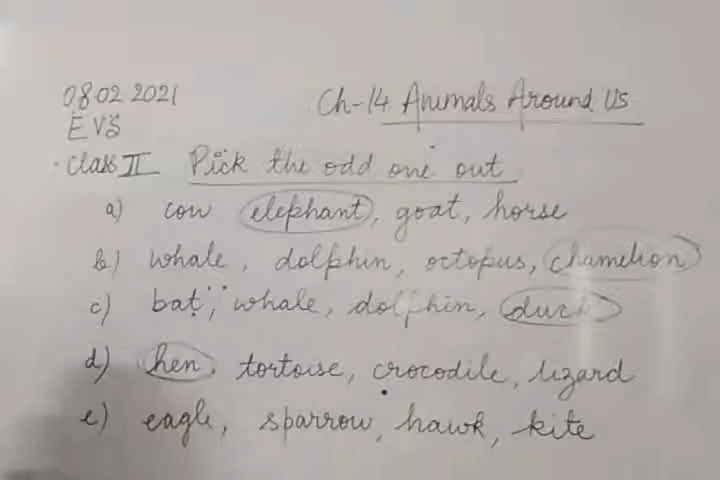 08.02.2021
Ch-14 Animals Around Us
EVS
Class II Pick the odd one out
a) cow elephant, goat, horse
b) whale, dolphin, octopus, chamelion
c) bat, whale, dolphin, duck
d) hen, tortoise, crocodile, lizard
e) eagle, sparrow, hawk, kite